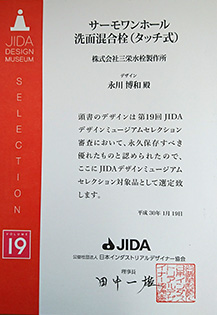 JIDA
DESIGN
MUSEUM
SELECTION
VOLUME
19
サーモワンホール
洗面混合栓(タッチ式)
株式会社三栄水栓製作所
デザイン
永川 博和 殿
頭書のデザインは第19回 JIDA
デザインミュージアムセレクション
審査において、永久保存すべき
優れたものと認められたので、
ここに JIDAデザインミュージアム
セレクション対象品として選定致
します。
平成 30年 1月 19日
JIDA
公益社団法人 日本インダストリアルデザイナー協会
理事長
田中一雄